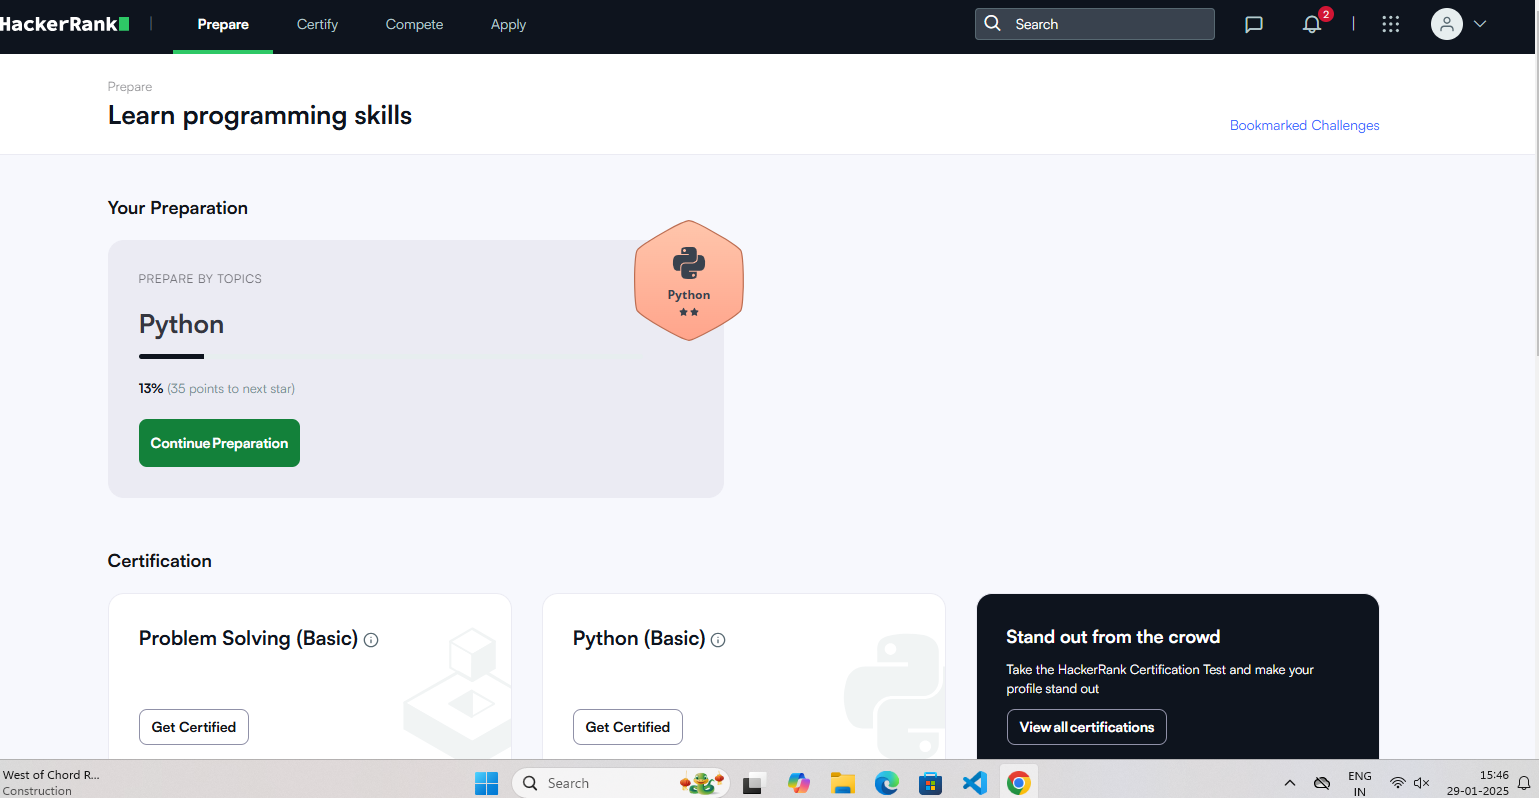 HackerRank
Prepare
Certify
Compete
Apply
Search
2
Prepare
Learn programming skills
Bookmarked Challenges
Your Preparation
PREPARE BY TOPICS
Python
13% (35 points to next star)
Continue Preparation
Python
Certification
Problem Solving (Basic)
Get Certified
Python (Basic)
Get Certified
Stand out from the crowd
Take the HackerRank Certification Test and make your
profile stand out
View all certifications
West of Chord R...
Construction
Search
ENG
IN
15:46
29-01-2025